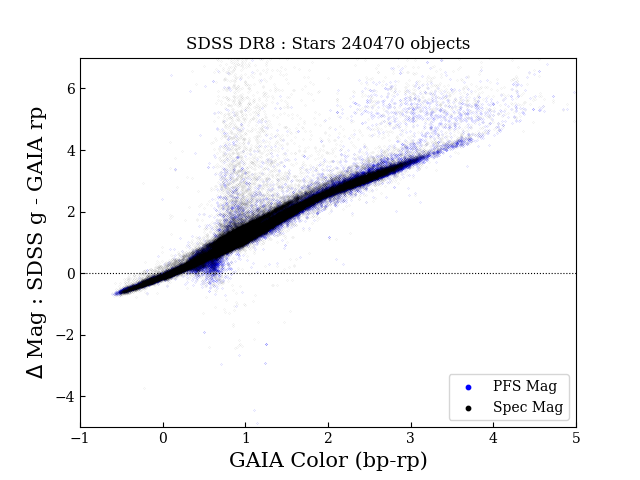 SDSS DR8 : Stars 240470 objects
Δ Mag : SDSS g - GAIA rp
6
4
2
0
−2
−4
PFS Mag
Spec Mag
−1 0 1 2 3 4 5
GAIA Color (bp-rp)